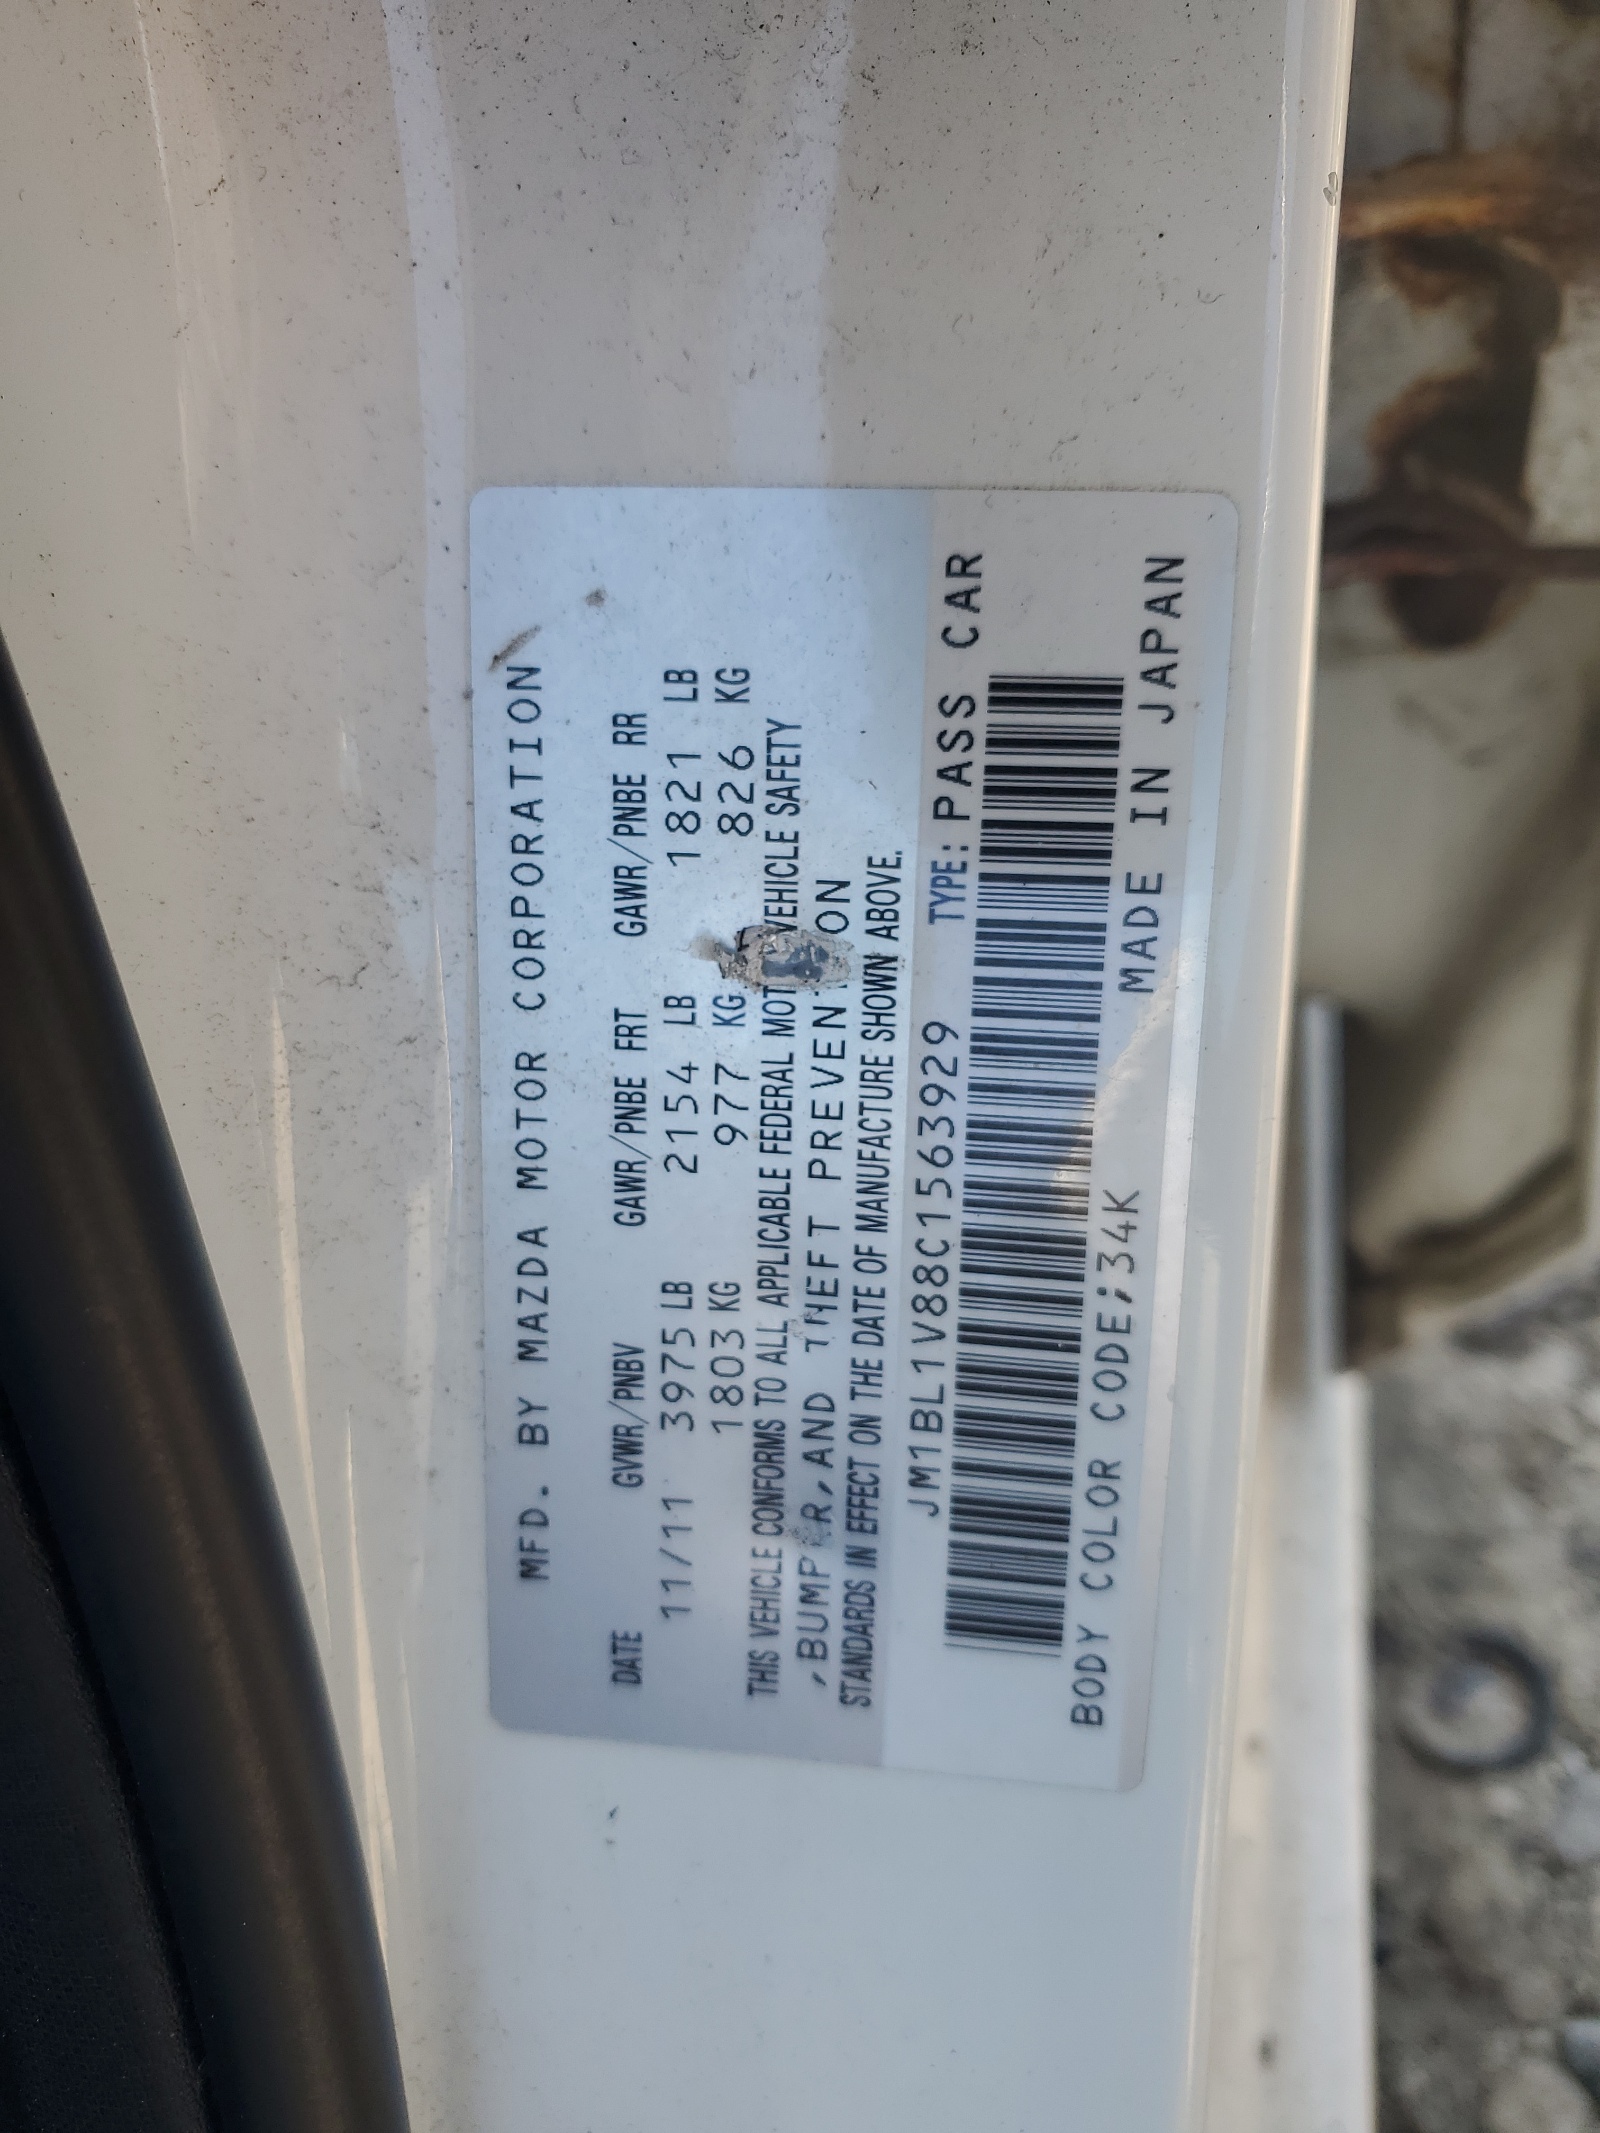 MFD. BY MAZDA MOTOR CORPORATION
DATE GVWR/PNBV GAWR/PNBE FRT GAWR/PNBE RR
11/11 3975 LB 2154 LB 1821 LB
1803 KG 977 KG 826 KG
THIS VEHICLE CONFORMS TO ALL APPLICABLE FEDERAL MOT VEHICLE SAFETY
,BUMP R,AND THEFT PREVEN ON
STANDARDS IN EFFECT ON THE DATE OF MANUFACTURE SHOWN ABOVE.
JM1BL1V88C1563929 TYPE: PASS CAR
BODY COLOR CODE;34K MADE IN JAPAN